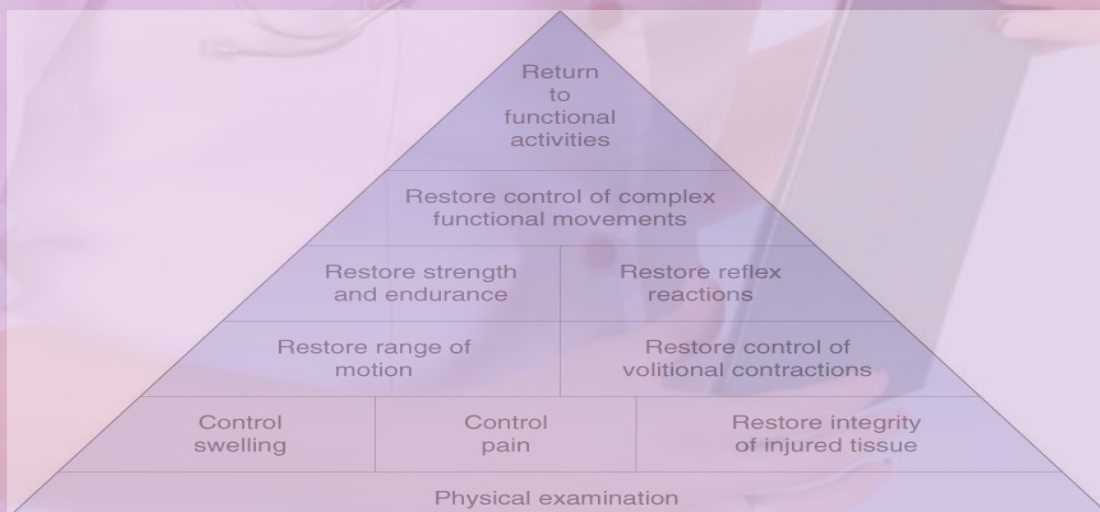 Return
to
functional
activities
Restore control of complex
functional movements
Restore strength
and endurance
Restore reflex
reactions
Restore range of
motion
Restore control of
volitional contractions
Control
swelling
Control
pain
Restore integrity
of injured tissue
Physical examination